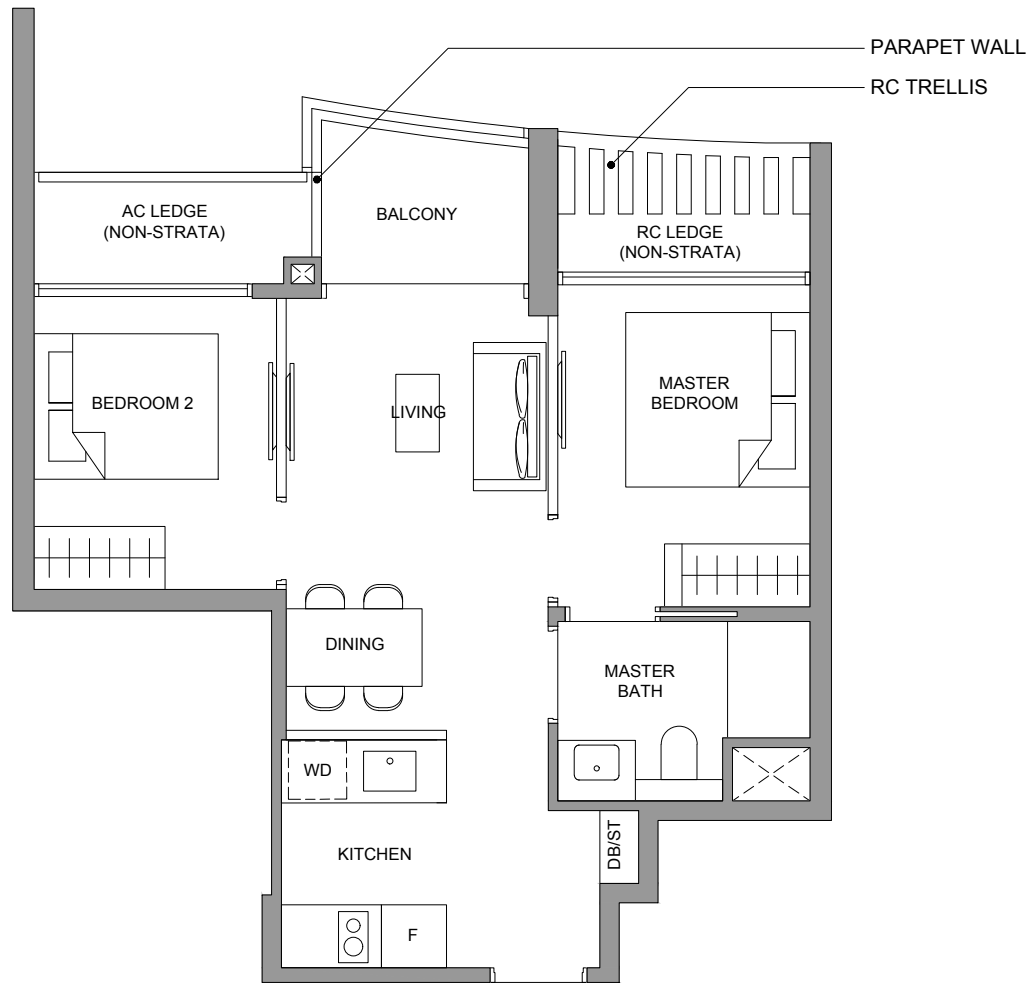 PARAPET WALL
RC TRELLIS
AC LEDGE
(NON-STRATA)
BALCONY
RC LEDGE
(NON-STRATA)
BEDROOM 2
LIVING
MASTER
BEDROOM
DINING
MASTER
BATH
WD
KITCHEN
DB/ST
F